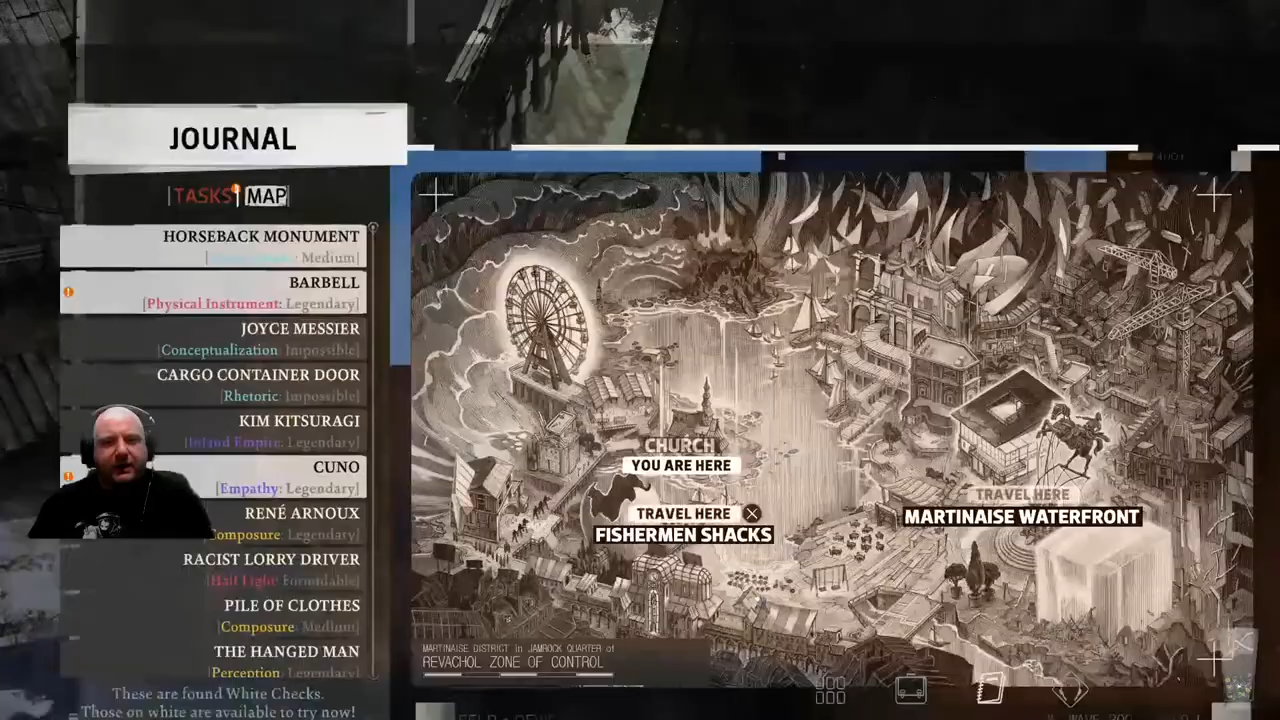 JOURNAL
TASKS
MAP
HORSEBACK MONUMENT
Medium]
BARBELL
[Physical Instrument: Legendary]
JOYCE MESSIER
[Conceptualization: Impossible]
CARGO CONTAINER DOOR
[Rhetoric: Impossible]
KIM KITSURAGI
[Inland Empire: Legendary]
CUNO
[Empathy: Legendary]
RENÉ ARNOUX
Composure: Legendary]
RACIST LORRY DRIVER
[Half Light: Formidable]
PILE OF CLOTHES
[Composure: Medium]
THE HANGED MAN
[Perception: Legendary]
These are found White Checks.
Those on white are available to try now!
CHURCH
YOU ARE HERE
TRAVEL HERE
FISHERMEN SHACKS
TRAVEL HERE
MARTINAISE WATERFRONT
MARTINAISE DISTRICT in JAMROCK QUARTER of
REVACHOL ZONE OF CONTROL